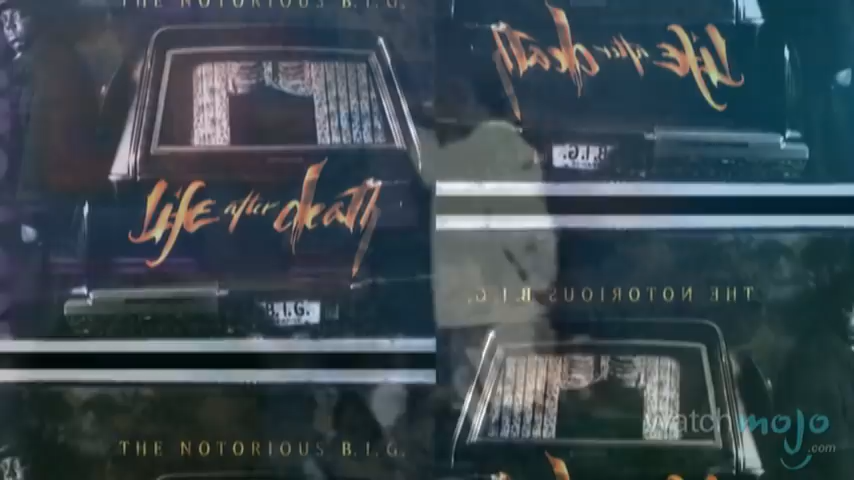 THE NOTORIOUS B.I.G.
Life after death
Life after death
B.I.G.
B.I.G.
THE NOTORIOUS B.I.G.
THE NOTORIOUS B.I.G.
watchmojo
.com